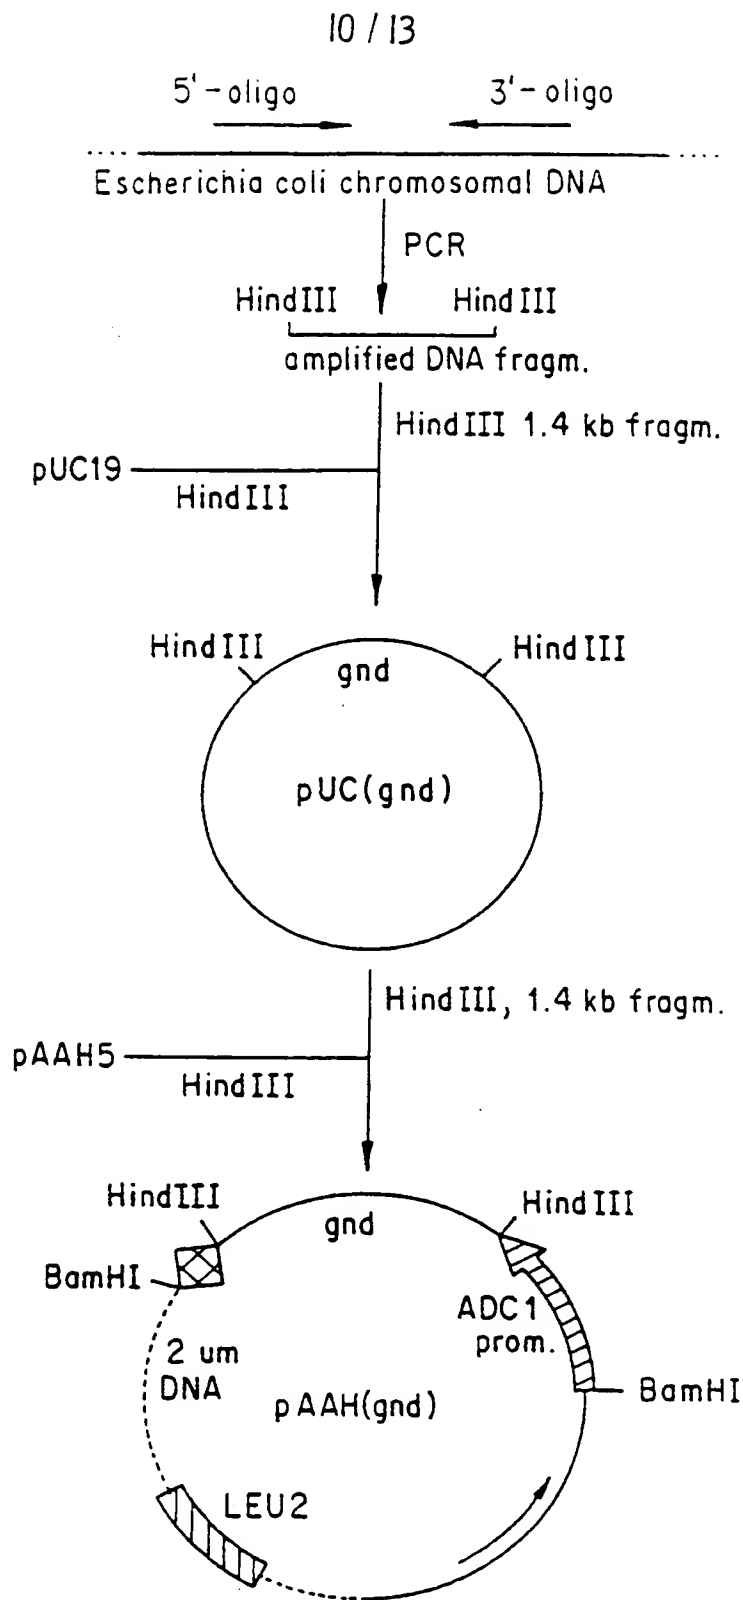 10 / 13
5'-oligo
3'-oligo
Escherichia coli chromosomal DNA
PCR
HindIII
HindIII
amplified DNA fragm.
HindIII 1.4 kb fragm.
pUC19
HindIII
HindIII
gnd
HindIII
pUC(gnd)
HindIII, 1.4 kb fragm.
pAAH5
HindIII
HindIII
gnd
HindIII
BamHI
ADC1
prom.
2 um
DNA
pAAH(gnd)
BamHI
LEU2